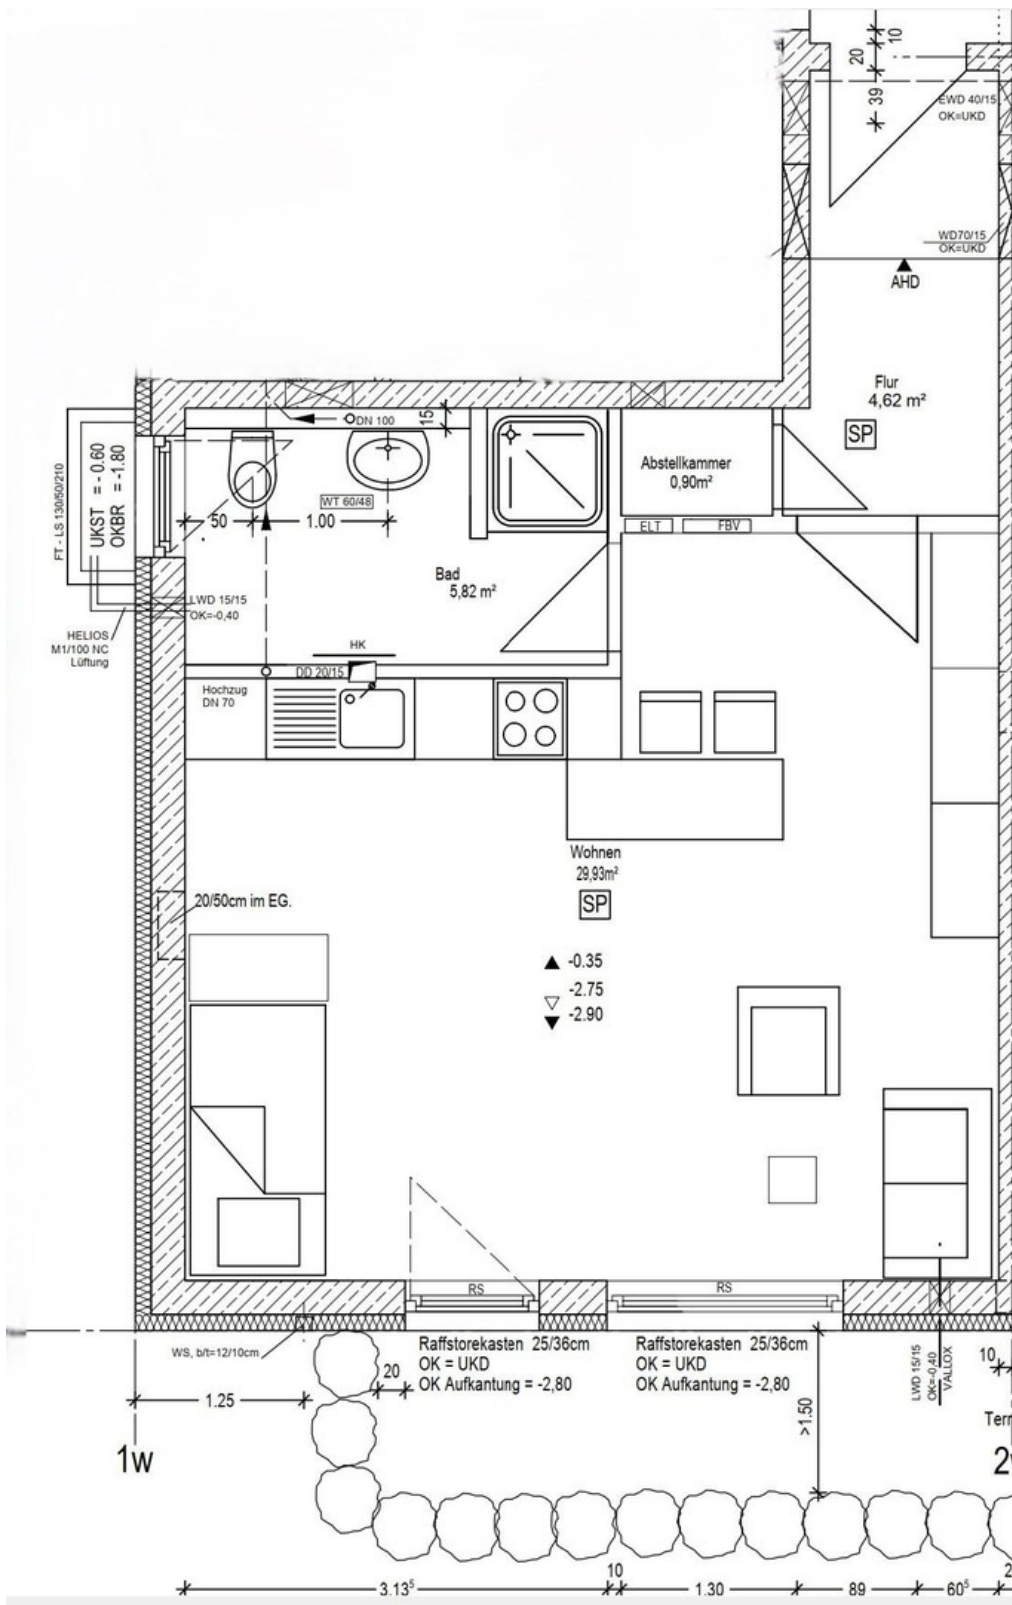 10
20
39
EWD 40/15
OK=UKD
WD70/15
OK=UKD
AHD
Flur
4,62 m²
SP
DN 100
15
Abstellkammer
0,90m²
FT - LS 130/50/210
UKST = - 0.60
OKBR = -1.80
WT 60/48
50
1.00
ELT
FBV
Bad
5,82 m²
LWD 15/15
OK=-0,40
HELIOS
M1/100 NC
Lüftung
HK
DD 20/15
Hochzug
DN 70
Wohnen
29,93m²
SP
20/50cm im EG.
-0.35
-2.75
-2.90
RS
RS
WS, b/t=12/10cm
Raffstorekasten 25/36cm
OK = UKD
OK Aufkantung = -2,80
Raffstorekasten 25/36cm
OK = UKD
OK Aufkantung = -2,80
20
1.25
>1.50
LWD 15/15
OK=-0,40
VALLOX
10
Terr
1w
2
3.13⁵
10
1.30
89
60⁵
2